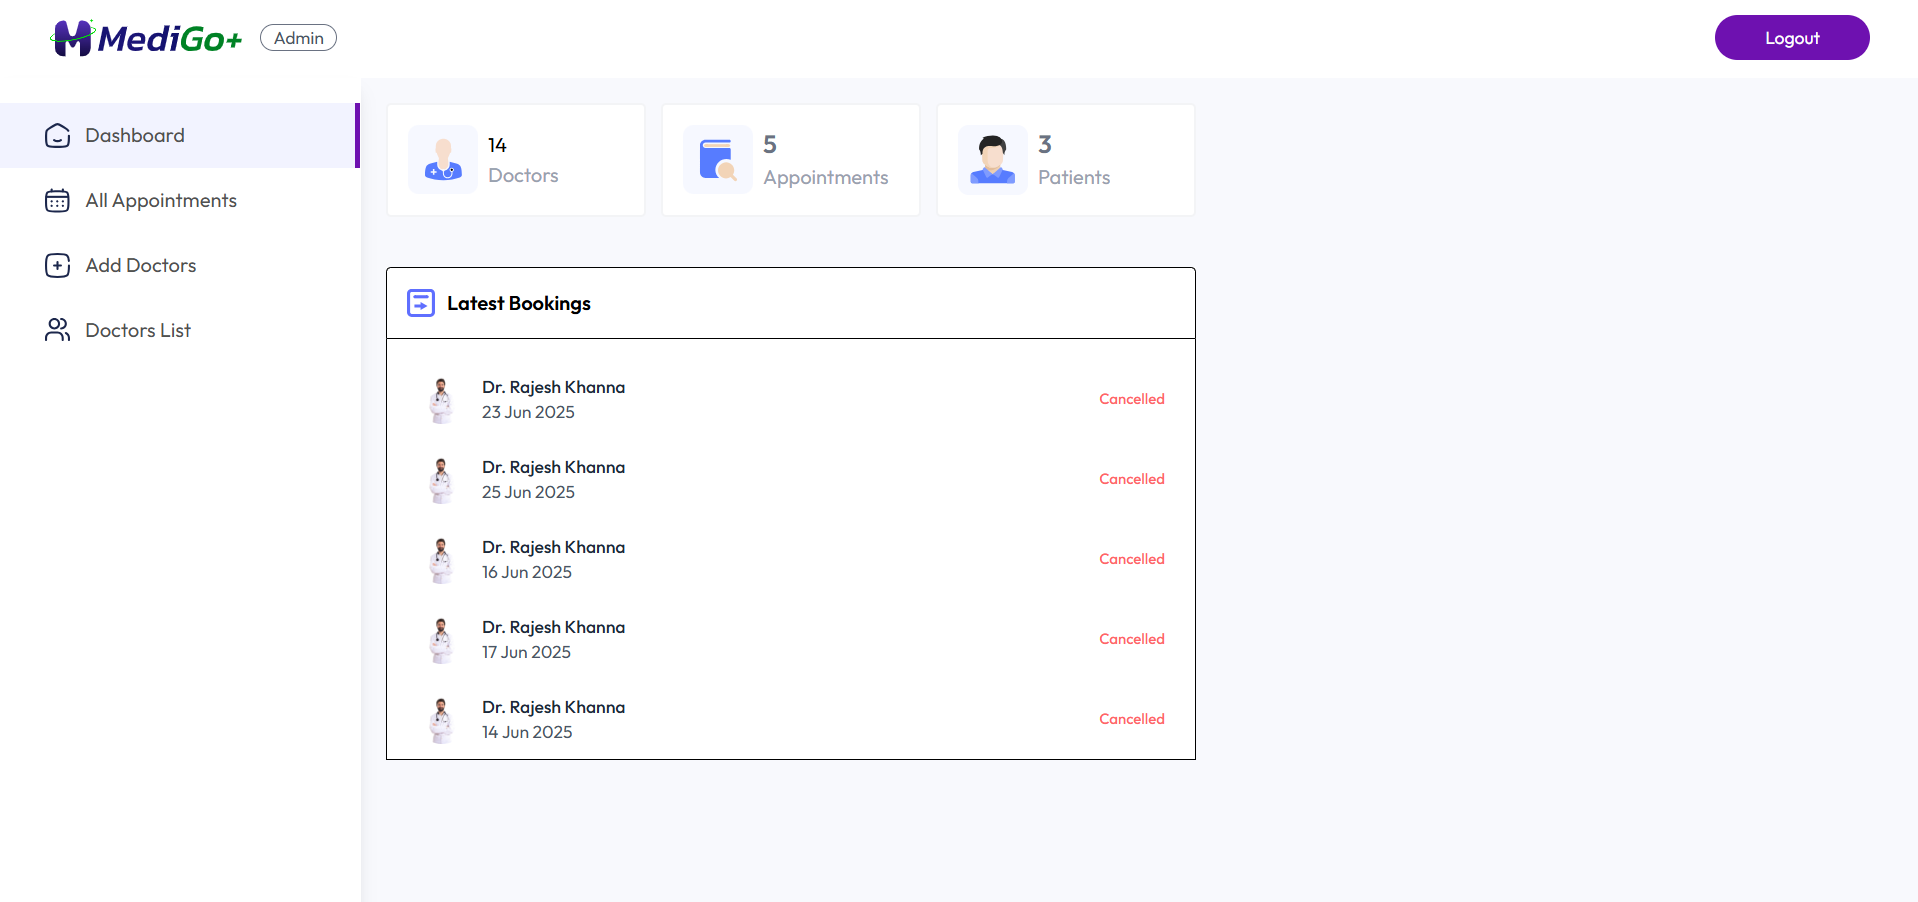 MediGo+
Admin
Logout
Dashboard
All Appointments
Add Doctors
Doctors List
14
Doctors
5
Appointments
3
Patients
Latest Bookings
Dr. Rajesh Khanna
23 Jun 2025
Cancelled
Dr. Rajesh Khanna
25 Jun 2025
Cancelled
Dr. Rajesh Khanna
16 Jun 2025
Cancelled
Dr. Rajesh Khanna
17 Jun 2025
Cancelled
Dr. Rajesh Khanna
14 Jun 2025
Cancelled